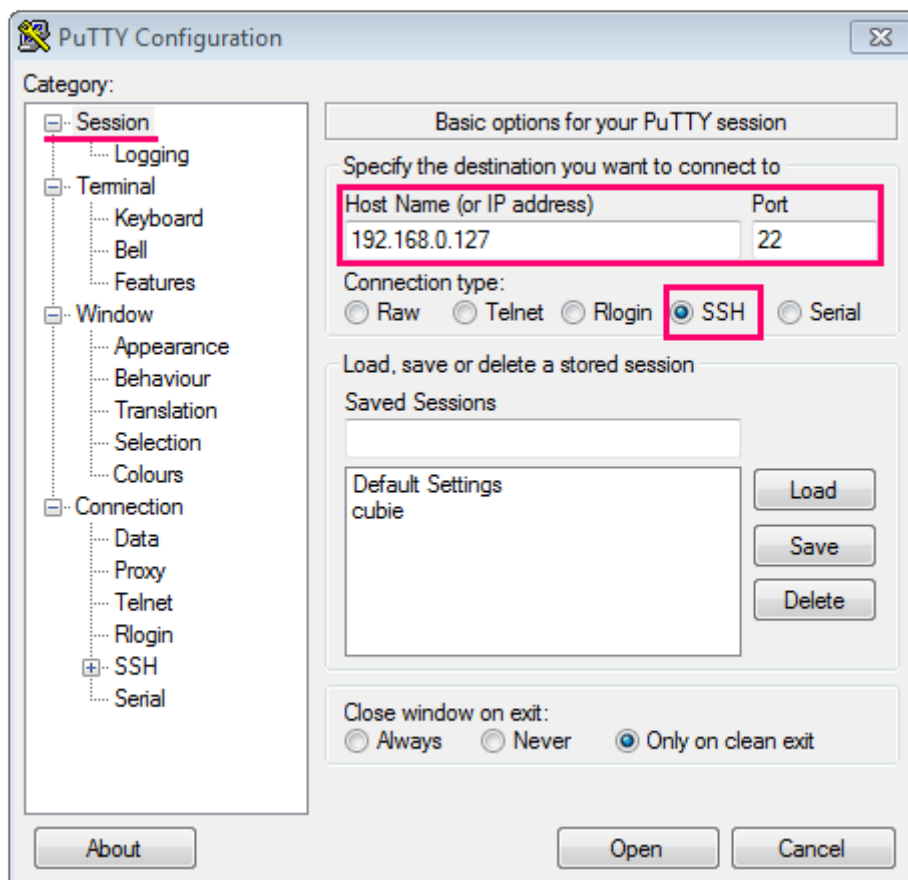 PuTTY Configuration
Category:
Session
Logging
Terminal
Keyboard
Bell
Features
Window
Appearance
Behaviour
Translation
Selection
Colours
Connection
Data
Proxy
Telnet
Rlogin
SSH
Serial
Basic options for your PuTTY session
Specify the destination you want to connect to
Host Name (or IP address) Port
192.168.0.127 22
Connection type:
Raw Telnet Rlogin SSH Serial
Load, save or delete a stored session
Saved Sessions
Default Settings
cubie
Load
Save
Delete
Close window on exit:
Always Never Only on clean exit
About Open Cancel